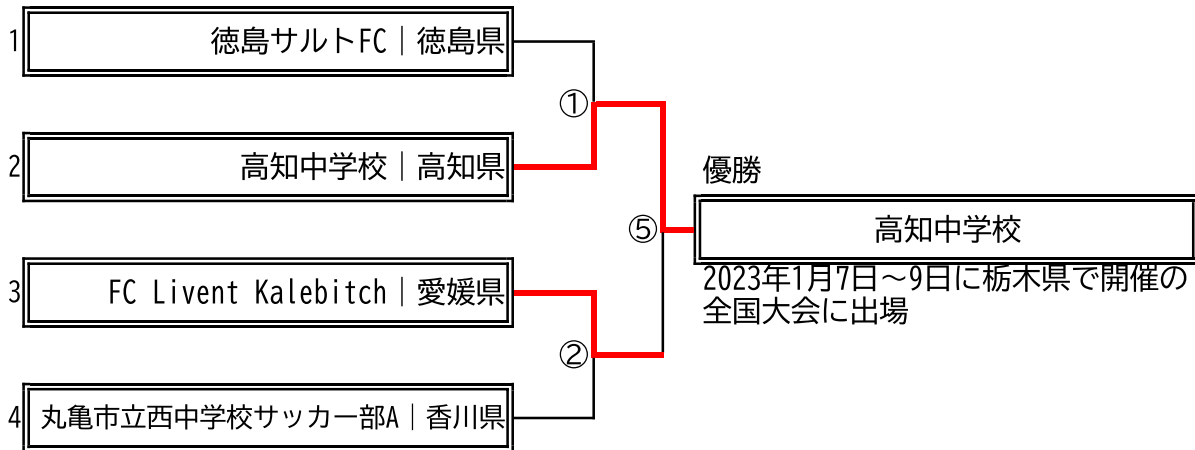 1 徳島サルトFC｜徳島県
①
2 高知中学校｜高知県
優勝
⑤ 高知中学校
3 FC Livent Kalebitch｜愛媛県
2023年1月7日～9日に栃木県で開催の
全国大会に出場
②
4 丸亀市立西中学校サッカー部A｜香川県